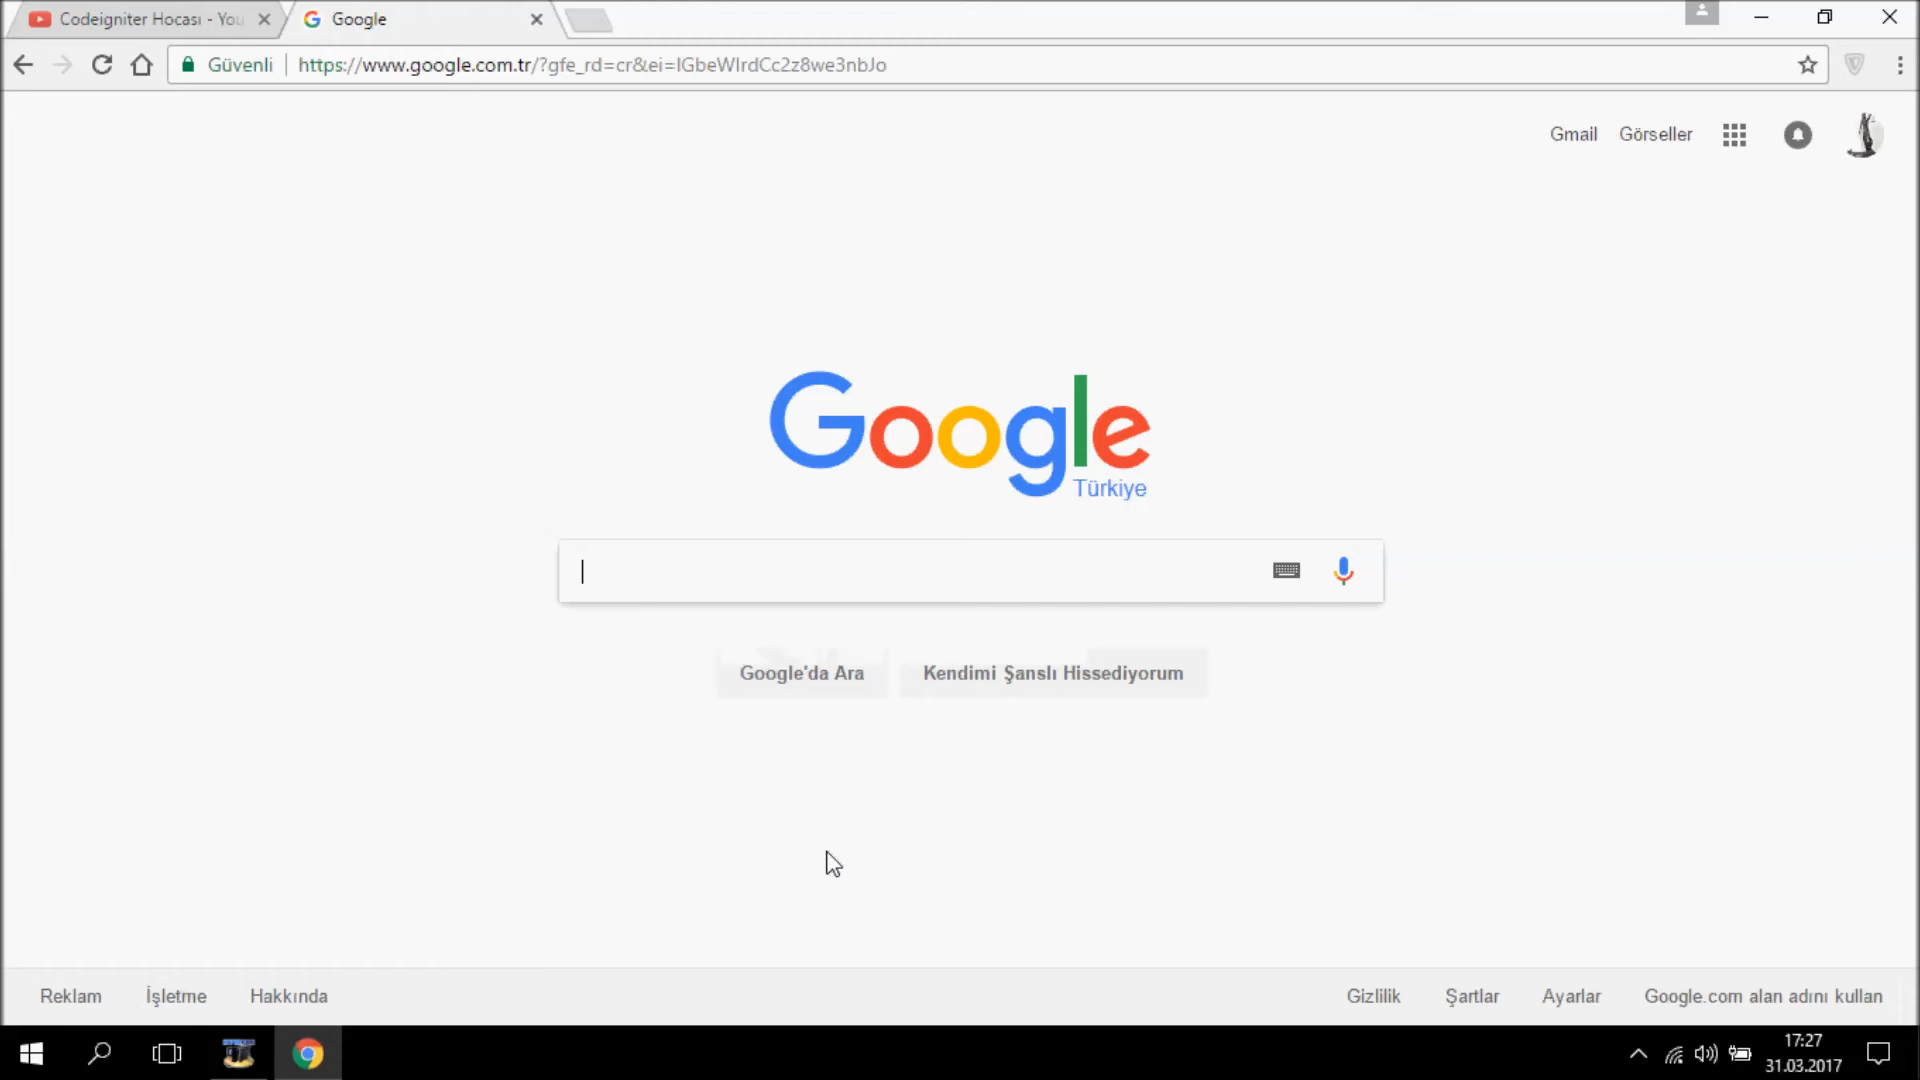 Codeigniter Hocası - You
Google
Güvenli
https://www.google.com.tr/?gfe_rd=cr&ei=IGbeWIrdCc2z8we3nbJo
Gmail
Görseller
Google
Türkiye
Google'da Ara
Kendimi Şanslı Hissediyorum
Reklam
İşletme
Hakkında
Gizlilik
Şartlar
Ayarlar
Google.com alan adını kullan
17:27
31.03.2017